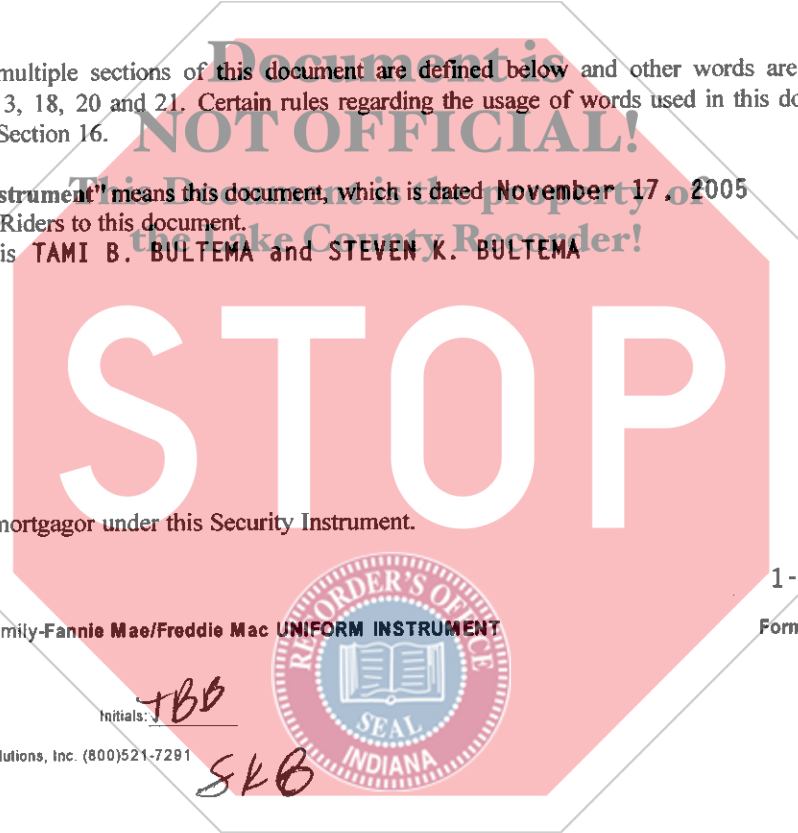 multiple sections of this document are defined below and other words are
Document is
3, 18, 20 and 21. Certain rules regarding the usage of words used in this do
Section 16.
NOT OFFICIAL!
strument" means this document, which is dated November 17, 2005
This Document is the property of
Riders to this document.
the Lake County Recorder!
is TAMI B. BULTEMA and STEVEN K. BULTEMA
STOP
mortgagor under this Security Instrument.
1-
mily-Fannie Mae/Freddie Mac UNIFORM INSTRUMENT
Form
RECORDER'S OFFICE
SEAL
INDIANA
Initials: TBB
lutions, Inc. (800)521-7291
SKB